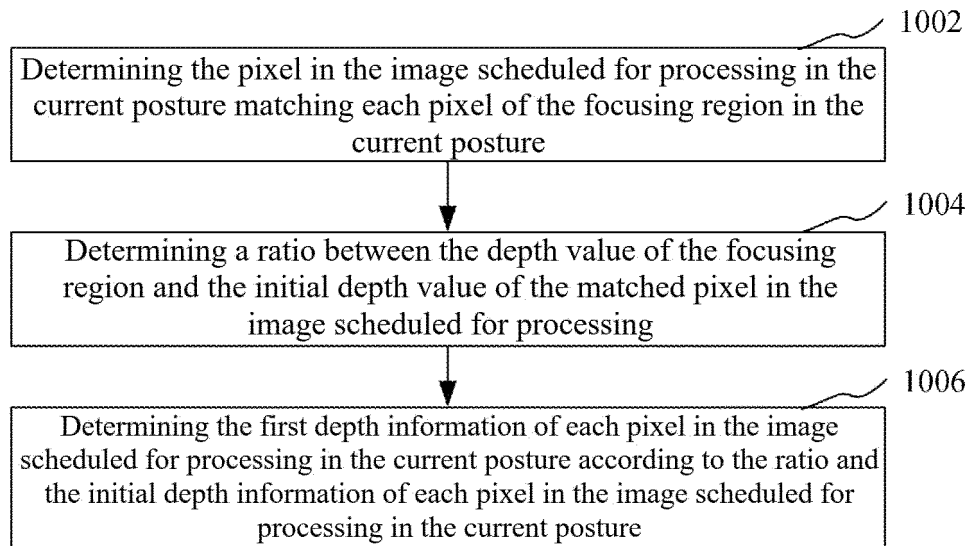 1002
Determining the pixel in the image scheduled for processing in the
current posture matching each pixel of the focusing region in the
current posture
1004
Determining a ratio between the depth value of the focusing
region and the initial depth value of the matched pixel in the
image scheduled for processing
1006
Determining the first depth information of each pixel in the image
scheduled for processing in the current posture according to the ratio and
the initial depth information of each pixel in the image scheduled for
processing in the current posture